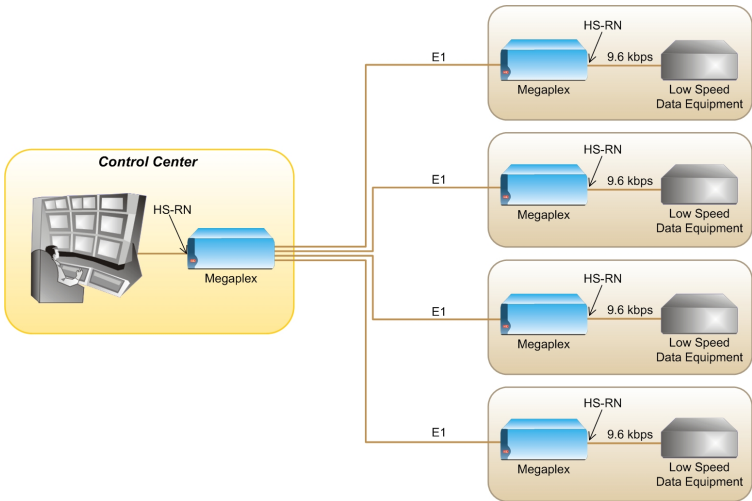 Control Center
HS-RN
Megaplex
E1
HS-RN
9.6 kbps
Megaplex
Low Speed
Data Equipment
E1
HS-RN
9.6 kbps
Megaplex
Low Speed
Data Equipment
E1
HS-RN
9.6 kbps
Megaplex
Low Speed
Data Equipment
E1
HS-RN
9.6 kbps
Megaplex
Low Speed
Data Equipment